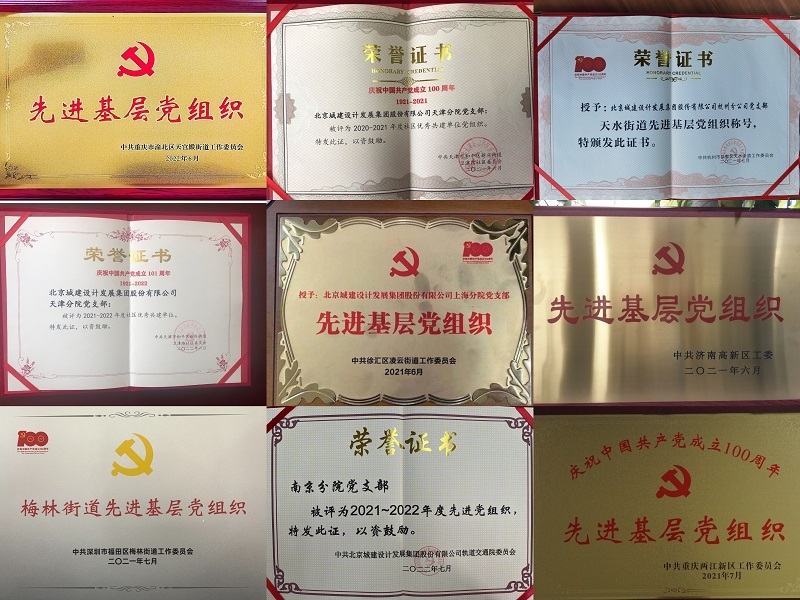 先进基层党组织
中共重庆市渝北区天宫殿街道工作委员会
2022年6月
荣誉证书
HONORARY CREDENTIAL
庆祝中国共产党成立100周年
1921-2021
北京城建设计发展集团股份有限公司天津分院党支部:
被评为2020-2021年度社区优秀共建单位党组织。
特发此证,以资鼓励。
二〇二一年六月
100
荣誉证书
HONORARY CREDENTIAL
授予:北京城建设计发展集团股份有限公司杭州分公司党支部
天水街道先进基层党组织称号,
特颁发此证书。
二〇二一年六月
荣誉证书
庆祝中国共产党成立101周年
1921-2022
北京城建设计发展集团股份有限公司
天津分院党支部:
被评为2021-2022年度社区优秀共建单位。
特发此证,以资鼓励。
100
授予:北京城建设计发展集团股份有限公司上海分院党支部
先进基层党组织
中共徐汇区凌云街道工作委员会
2021年6月
先进基层党组织
中共济南高新区工委
二〇二一年六月
100
梅林街道先进基层党组织
中共深圳市福田区梅林街道工作委员会
二〇二一年七月
荣誉证书
南京分院党支部
被评为2021~2022年度先进党组织,
特发此证,以资鼓励。
中共北京城建设计发展集团股份有限公司轨道交通院委员会
二〇二二年七月
庆祝中国共产党成立100周年
先进基层党组织
中共重庆两江新区工作委员会
2021年7月